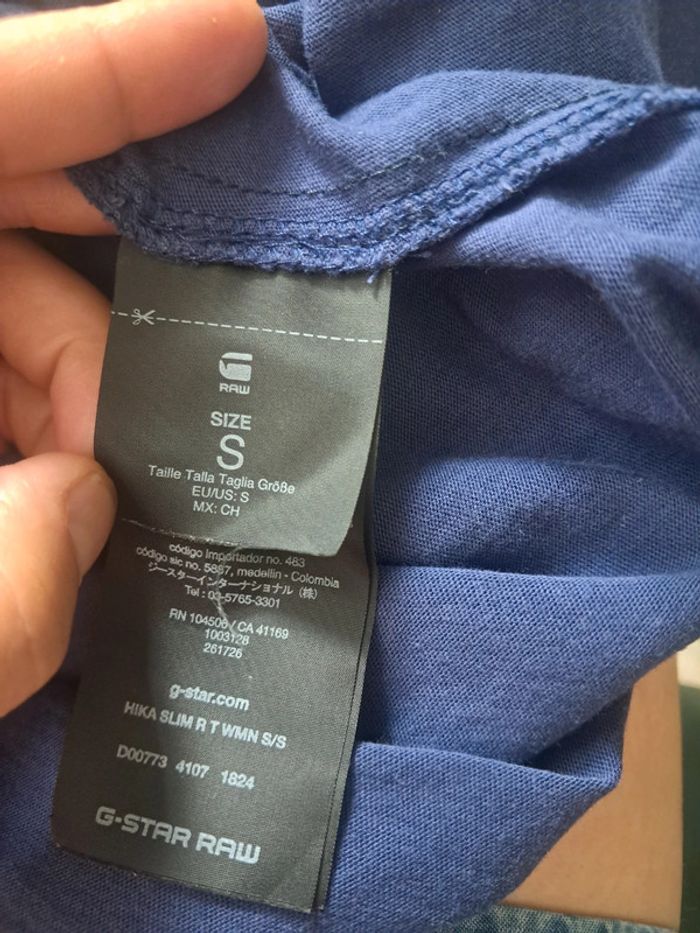 RAW
SIZE
S
Taille Talla Taglia Größe
EU/US: S
MX: CH
código importador no. 463
código sic no. 5887, medellin - Colombia
ジースターインターナショナル (株)
Tel : 03-5765-3301
RN 104506 / CA 41169
1003128
261726
g-star.com
HIKA SLIM R T WMN S/S
D00773 4107 1824
G-STAR RAW